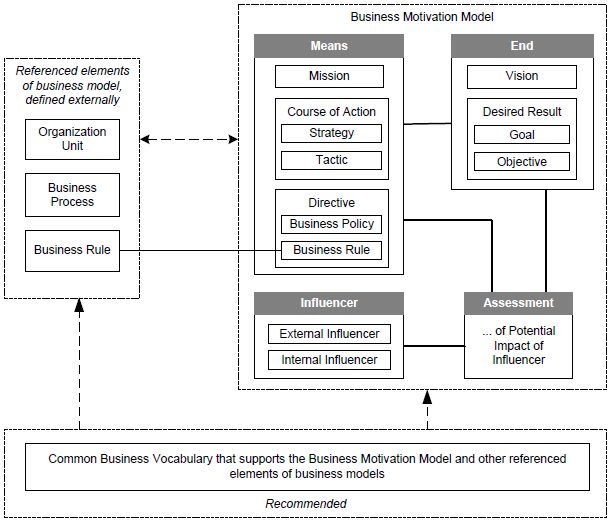 Business Motivation Model
Referenced elements
of business model,
defined externally
Organization
Unit
Business
Process
Business Rule
Means
Mission
Course of Action
Strategy
Tactic
Directive
Business Policy
Business Rule
End
Vision
Desired Result
Goal
Objective
Influencer
External Influencer
Internal Influencer
Assessment
... of Potential
Impact of
Influencer
Common Business Vocabulary that supports the Business Motivation Model and other referenced
elements of business models
Recommended